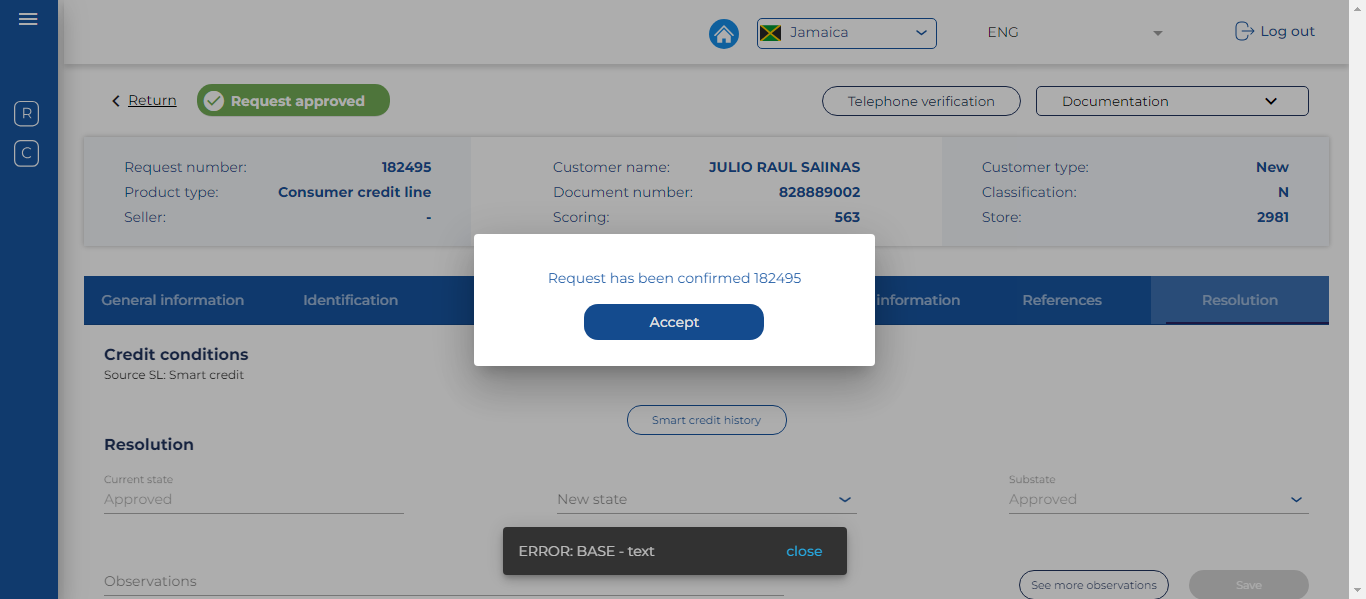 Jamaica
ENG
Log out
R
C
Return
Request approved
Telephone verification
Documentation
Request number: 182495
Product type: Consumer credit line
Seller: -
Customer name: JULIO RAUL SAlINAS
Document number: 828889002
Scoring: 563
Customer type: New
Classification: N
Store: 2981
Request has been confirmed 182495
Accept
General information
Identification
information
References
Resolution
Credit conditions
Source SL: Smart credit
Smart credit history
Resolution
Current state
Approved
New state
Substate
Approved
ERROR: BASE - text
close
Observations
See more observations
Save